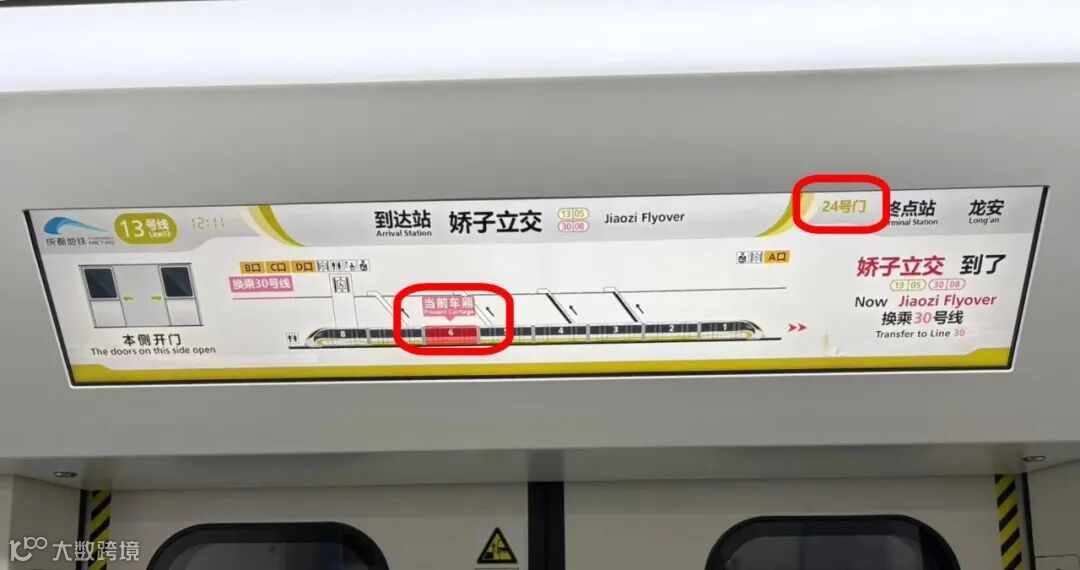 成都地铁
CHENGDU METRO
13号线
Line13
12:11
到达站
Arrival Station
娇子立交
13 05
30 08
Jiaozi Flyover
24号门
终点站
Terminal Station
龙安
Long'an
本侧开门
The doors on this side open
B口 C口 D口
换乘30号线
当前车厢
Present Carriage
A口
8 6 5 4 3 2 1
娇子立交 到了
13 05 30 08
Now Jiaozi Flyover
换乘30号线
Transfer to Line 30
大数跨境